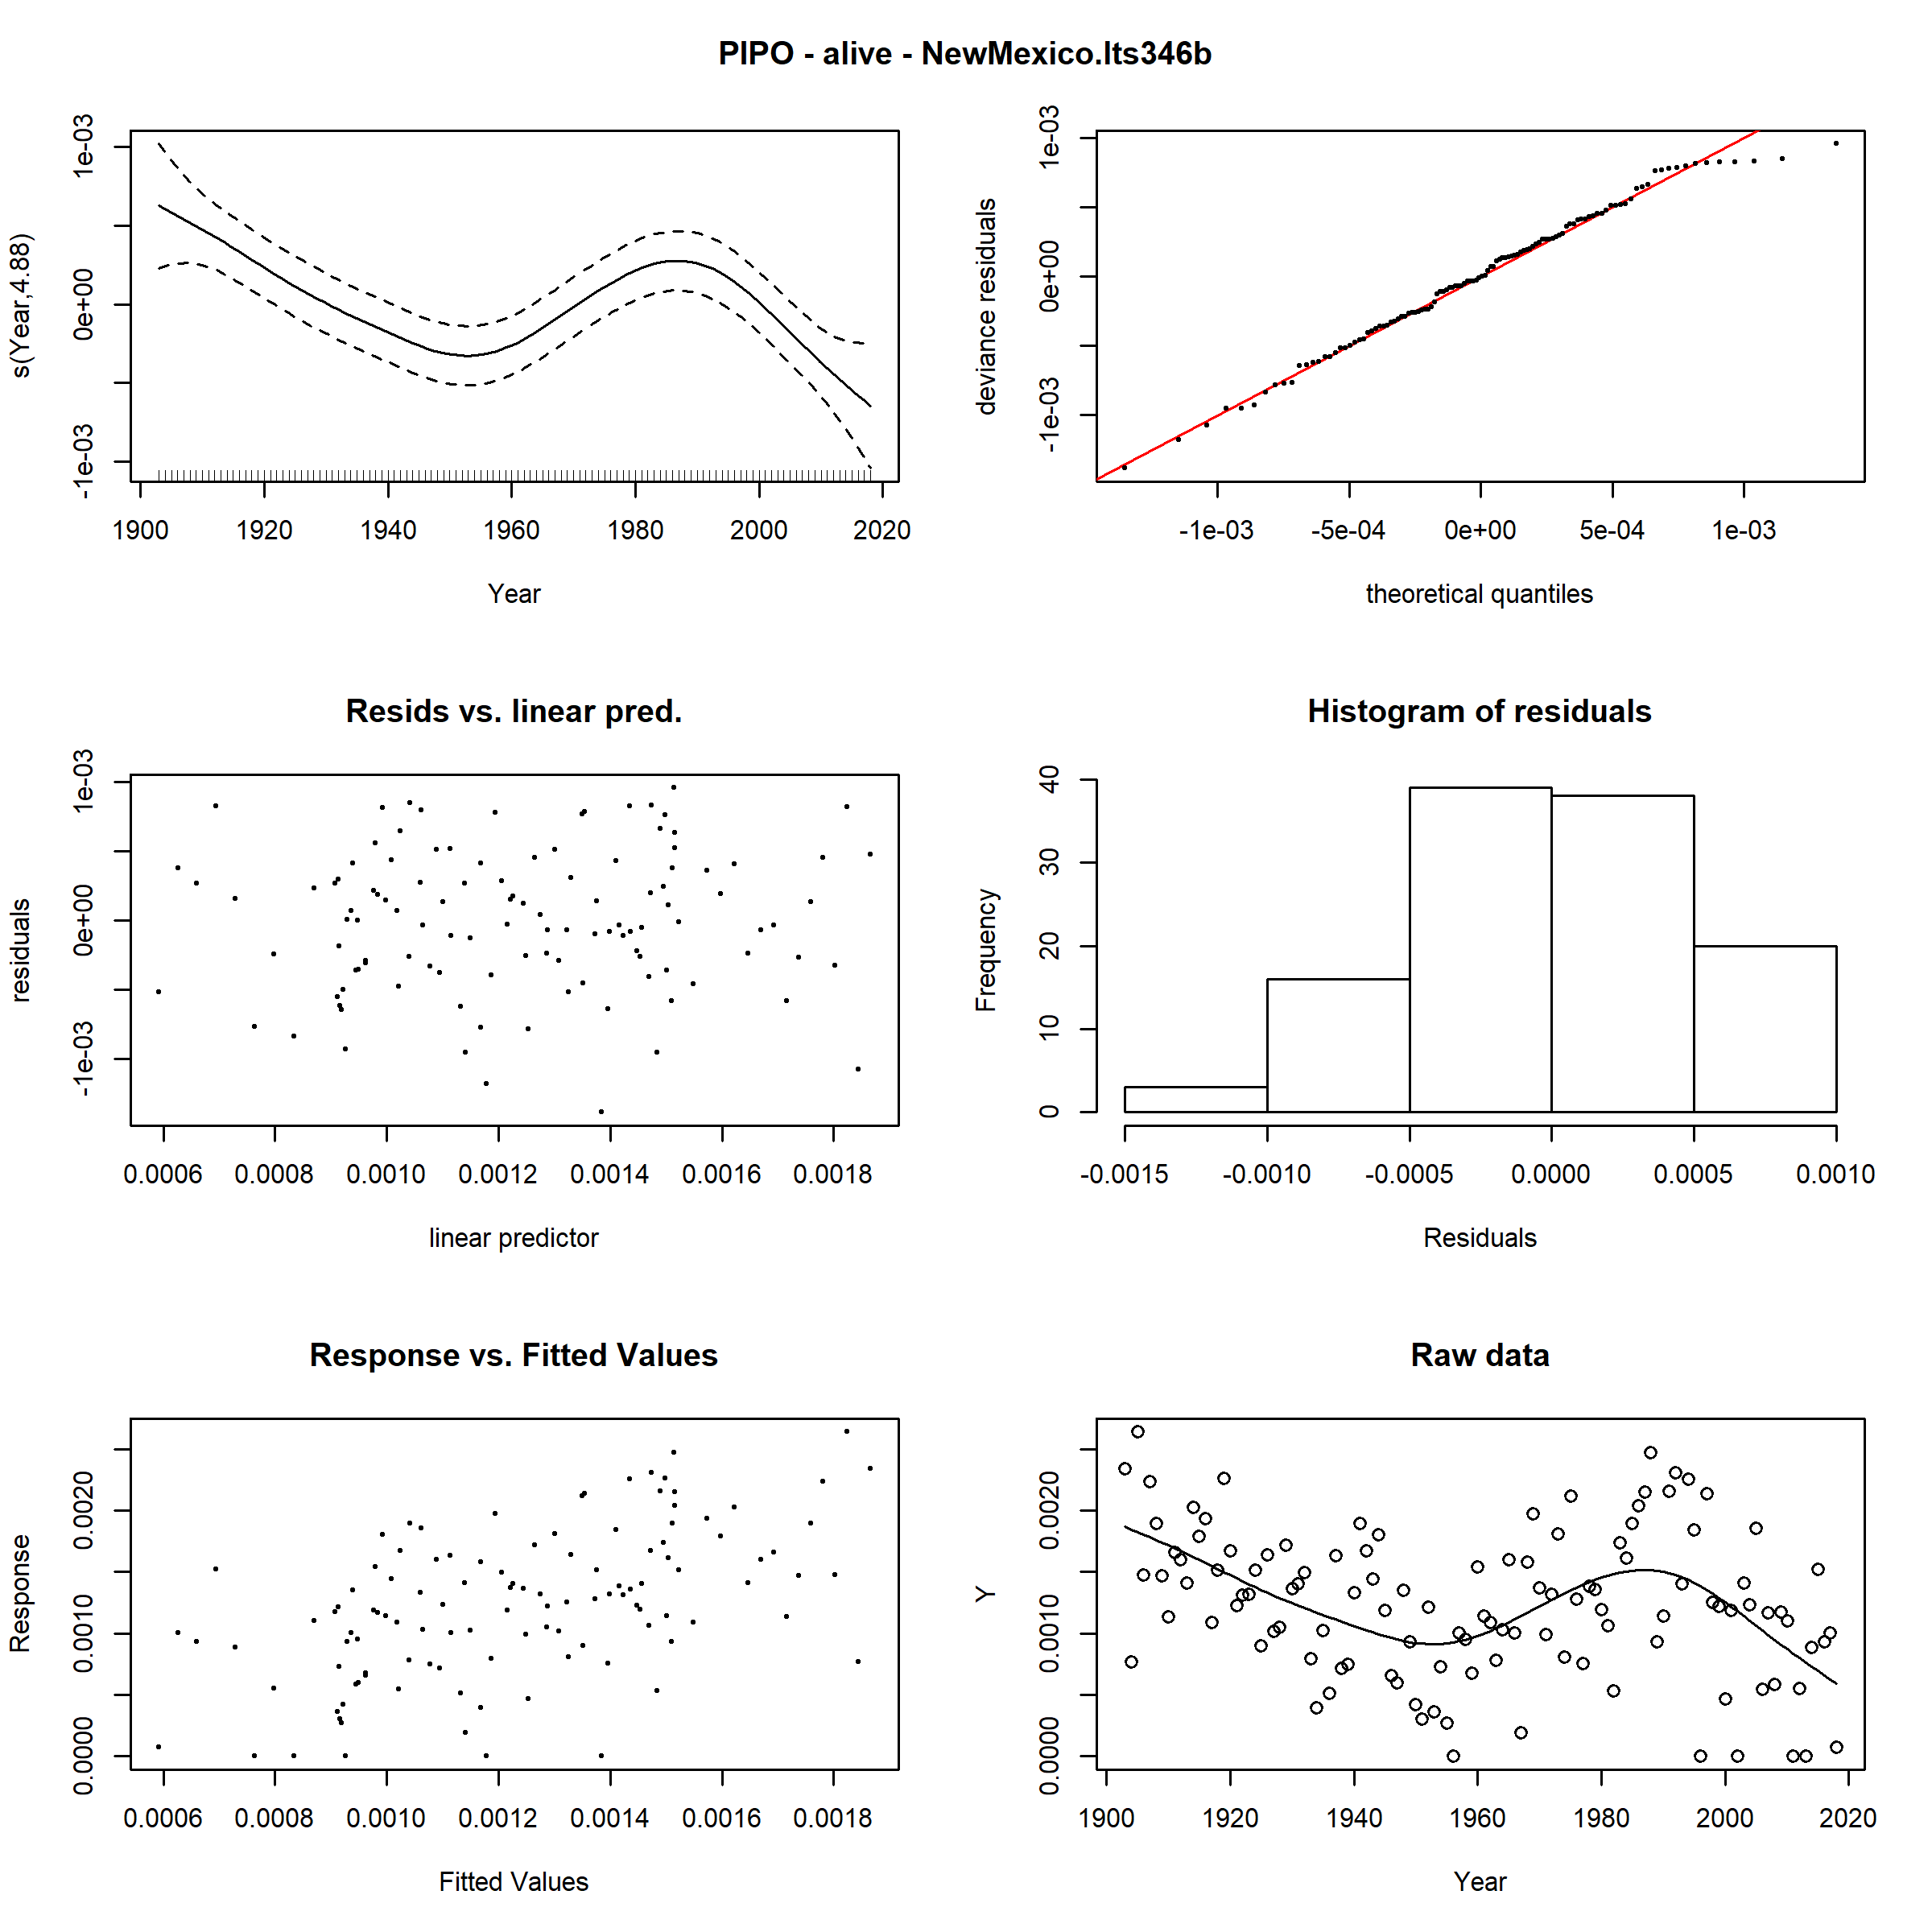 PIPO - alive - NewMexico.lts346b
s(Year,4.88)
-1e-03 0e+00 1e-03
1900 1920 1940 1960 1980 2000 2020
Year
deviance residuals
-1e-03 0e+00 1e-03
-1e-03 -5e-04 0e+00 5e-04 1e-03
theoretical quantiles
Resids vs. linear pred.
residuals
-1e-03 0e+00 1e-03
0.0006 0.0008 0.0010 0.0012 0.0014 0.0016 0.0018
linear predictor
Histogram of residuals
Frequency
0 10 20 30 40
-0.0015 -0.0010 -0.0005 0.0000 0.0005 0.0010
Residuals
Response vs. Fitted Values
Response
0.0000 0.0010 0.0020
0.0006 0.0008 0.0010 0.0012 0.0014 0.0016 0.0018
Fitted Values
Raw data
Y
0.0000 0.0010 0.0020
1900 1920 1940 1960 1980 2000 2020
Year